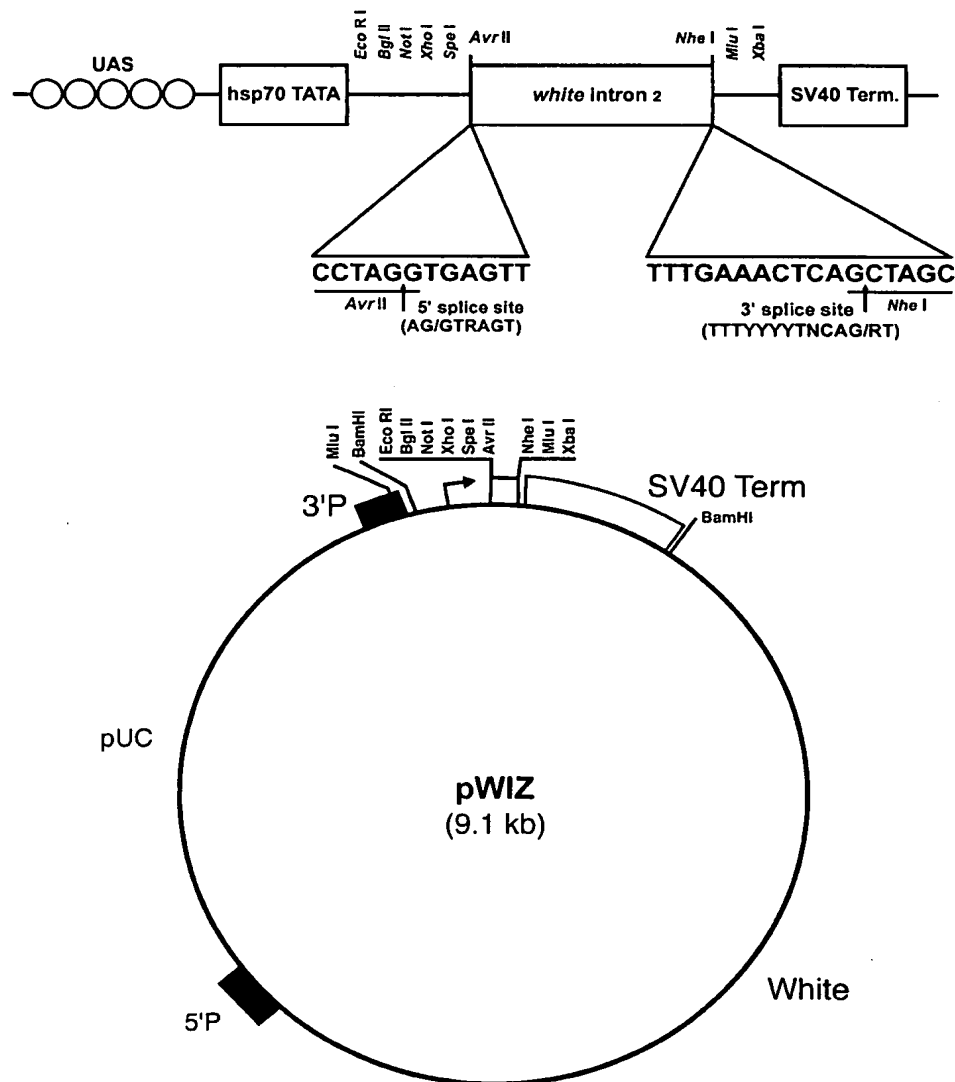 Eco R I
Bgl II
Not I
Xho I
Spe I
Avr II
Nhe I
Mlu I
Xba I
UAS
hsp70 TATA
white intron 2
SV40 Term.
CCTAGGTGAGTT
TTTGAAACTCAGCTAGC
Avr II
5' splice site
(AG/GTRAGT)
3' splice site
Nhe I
(TTTYYYYTNCAG/RT)
Mlu I
BamHI
Eco RI
Bgl II
Not I
Xho I
Spe I
Avr II
Nhe I
Mlu I
Xba I
3'P
SV40 Term
BamHI
pUC
pWIZ
(9.1 kb)
White
5'P